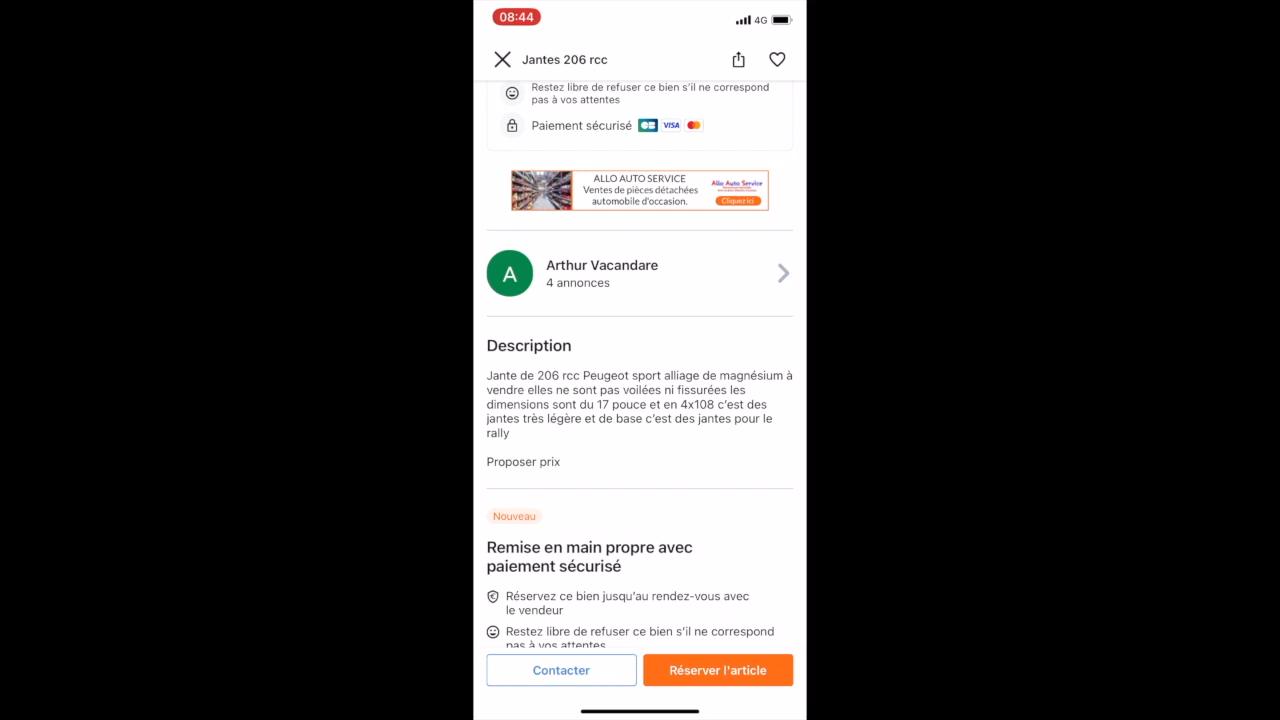 08:44
4G
Jantes 206 rcc
Restez libre de refuser ce bien s'il ne correspond
pas à vos attentes
Paiement sécurisé CB VISA
ALLO AUTO SERVICE
Ventes de pièces détachées
automobile d'occasion.
Allo Auto Service
Cliquez ici
A
Arthur Vacandare
4 annonces
Description
Jante de 206 rcc Peugeot sport alliage de magnésium à
vendre elles ne sont pas voilées ni fissurées les
dimensions sont du 17 pouce et en 4x108 c'est des
jantes très légère et de base c'est des jantes pour le
rally
Proposer prix
Nouveau
Remise en main propre avec
paiement sécurisé
Réservez ce bien jusqu'au rendez-vous avec
le vendeur
Restez libre de refuser ce bien s'il ne correspond
pas à vos attentes
Contacter
Réserver l'article